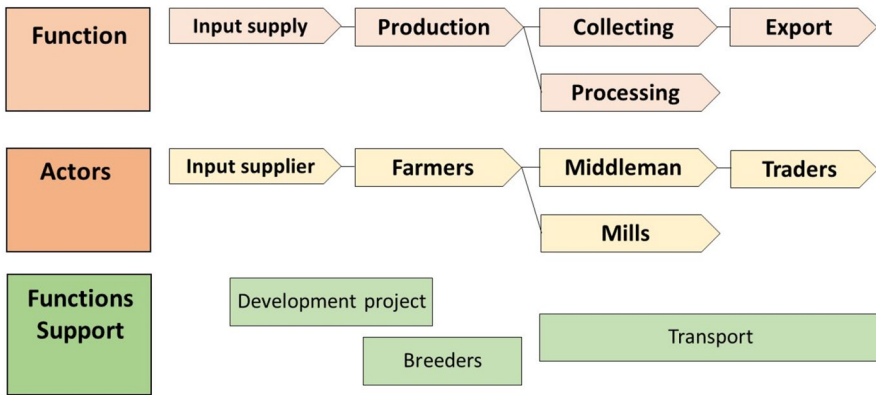 Function
Input supply
Production
Collecting
Export
Processing
Actors
Input supplier
Farmers
Middleman
Traders
Mills
Functions
Support
Development project
Breeders
Transport